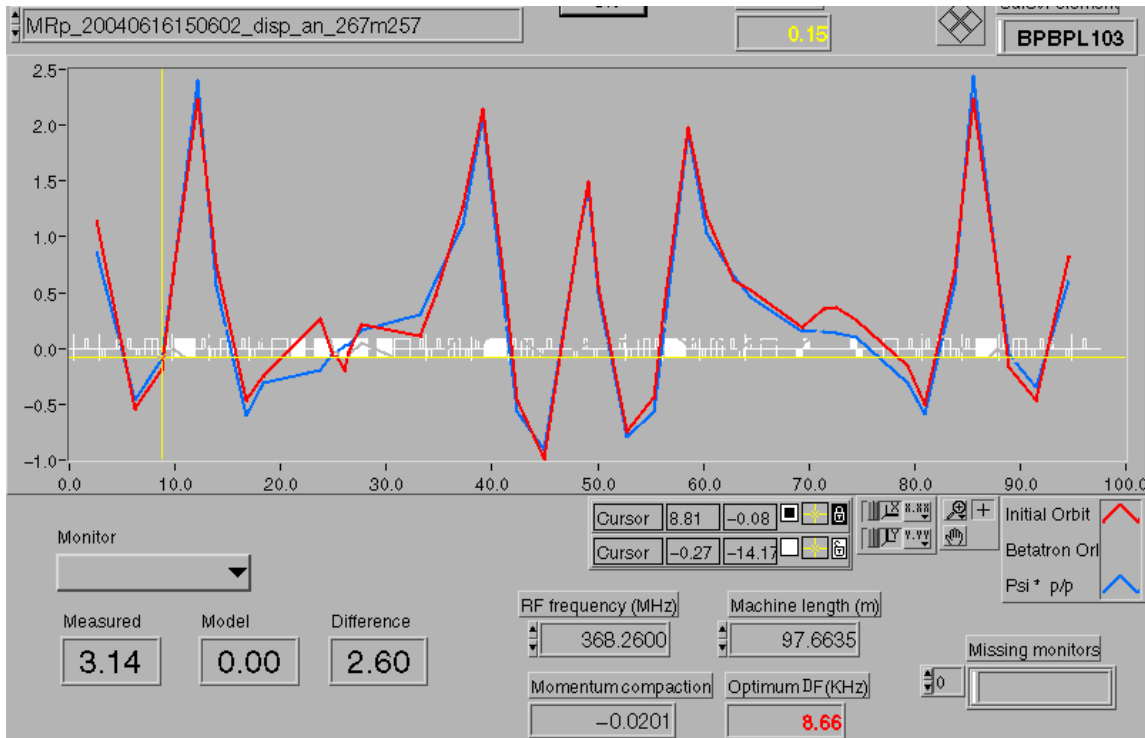 MRp_20040616150602_disp_an_267m257
0.15
BPBPL103
2.5
2.0
1.5
1.0
0.5
0.0
-0.5
-1.0
0.0 10.0 20.0 30.0 40.0 50.0 60.0 70.0 80.0 90.0 100.0
Cursor 8.81 -0.08
Cursor -0.27 -14.17
X X.XX
Y Y.YY
Initial Orbit
Betatron Orl
Psi * p/p
Monitor
Measured Model Difference
3.14 0.00 2.60
RF frequency (MHz) Machine length (m)
368.2600 97.6635
Momentum compaction Optimum DF(KHz)
-0.0201 8.66
Missing monitors
0